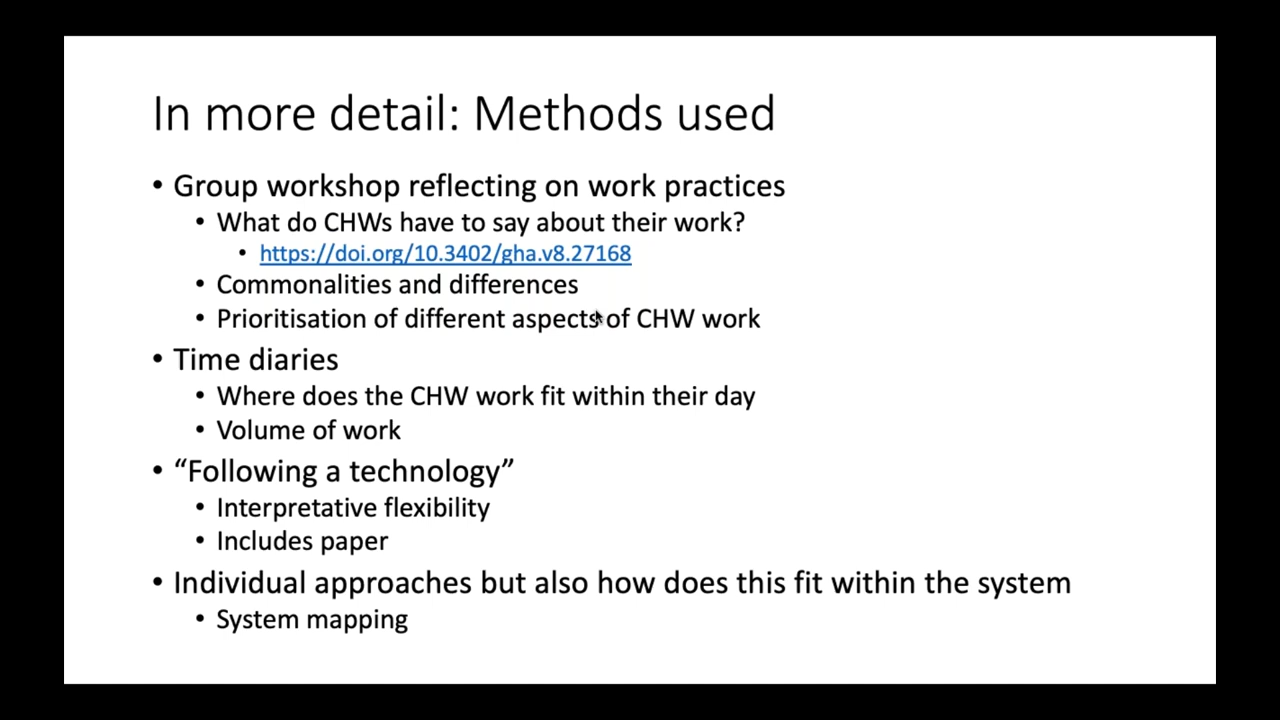 In more detail: Methods used
• Group workshop reflecting on work practices
• What do CHWs have to say about their work?
• https://doi.org/10.3402/gha.v8.27168
• Commonalities and differences
• Prioritisation of different aspects of CHW work
• Time diaries
• Where does the CHW work fit within their day
• Volume of work
• “Following a technology”
• Interpretative flexibility
• Includes paper
• Individual approaches but also how does this fit within the system
• System mapping